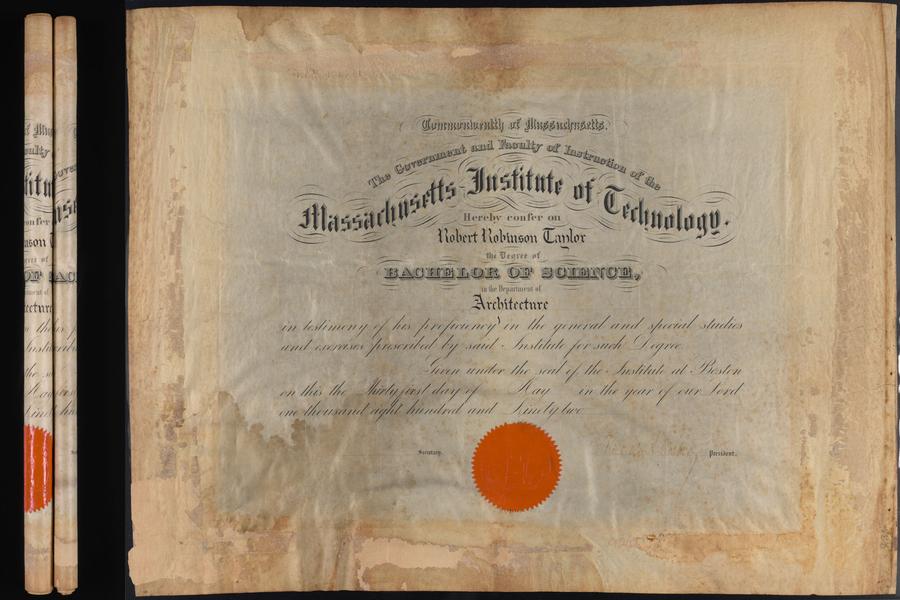 Commonwealth of Massachusetts.
The Government and Faculty of Instruction of the
Massachusetts Institute of Technology.
Hereby confer on
Robert Robinson Taylor
the Degree of
BACHELOR OF SCIENCE,
in the Department of
Architecture
in testimony of his proficiency in the general and special studies
and exercises prescribed by said Institute for such Degree.
Given under the seal of the Institute at Boston
on this the Thirty first day of May in the year of our Lord
one thousand eight hundred and Ninety two
Secretary.
President.